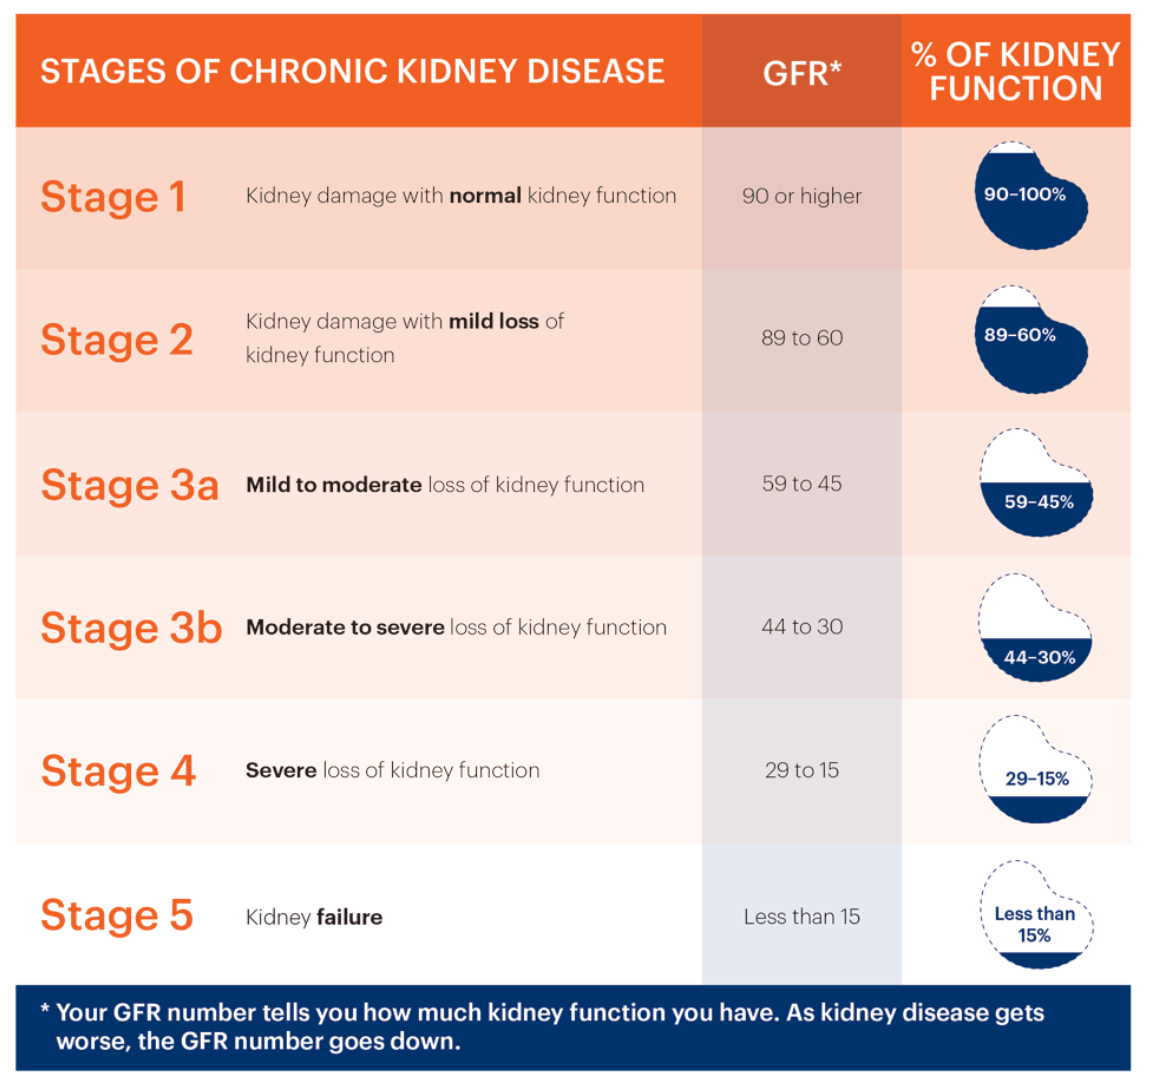 STAGES OF CHRONIC KIDNEY DISEASE
GFR*
% OF KIDNEY
FUNCTION
Stage 1
Kidney damage with normal kidney function
90 or higher
90–100%
Stage 2
Kidney damage with mild loss of
kidney function
89 to 60
89–60%
Stage 3a
Mild to moderate loss of kidney function
59 to 45
59–45%
Stage 3b
Moderate to severe loss of kidney function
44 to 30
44–30%
Stage 4
Severe loss of kidney function
29 to 15
29–15%
Stage 5
Kidney failure
Less than 15
Less than
15%
* Your GFR number tells you how much kidney function you have. As kidney disease gets
worse, the GFR number goes down.